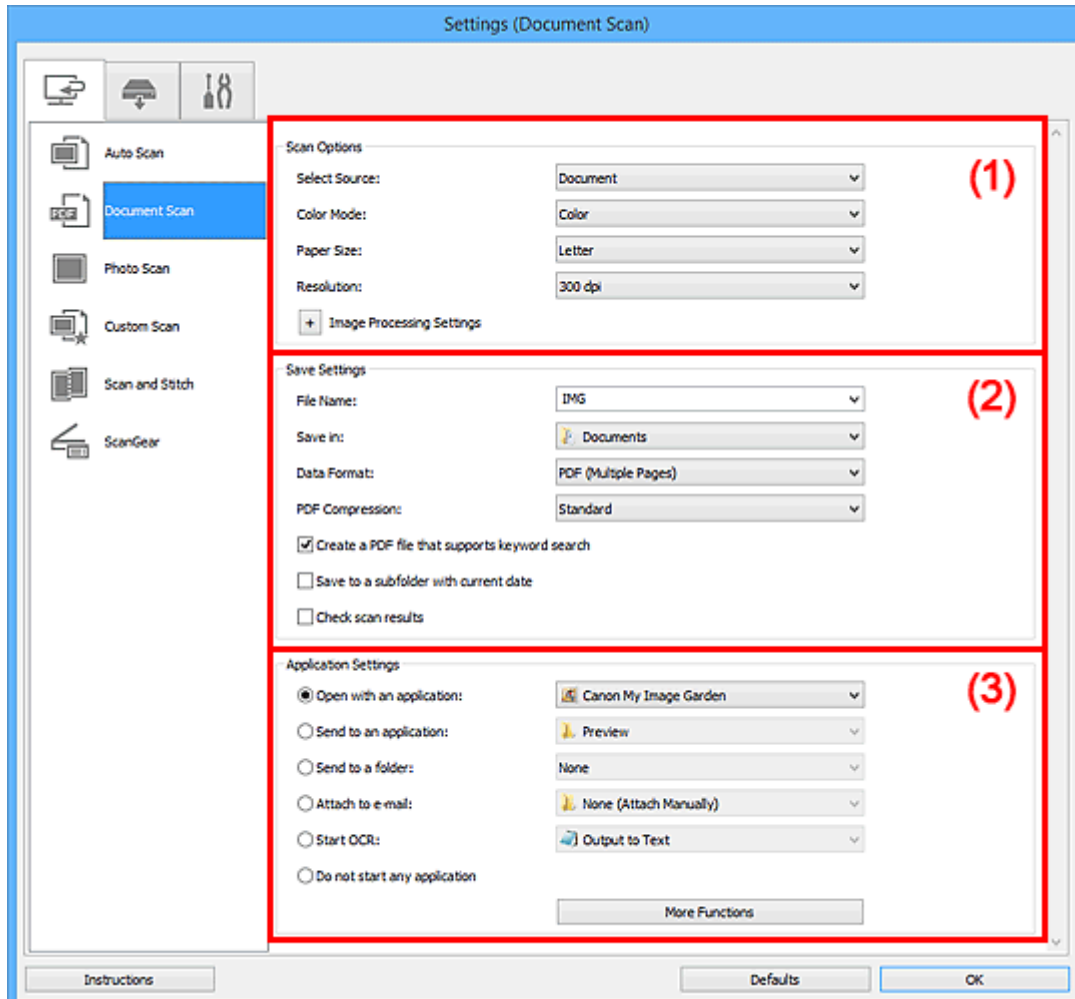 Settings (Document Scan)
Auto Scan
PDF
Document Scan
Photo Scan
Custom Scan
Scan and Stitch
ScanGear
Scan Options
(1)
Select Source: Document
Color Mode: Color
Paper Size: Letter
Resolution: 300 dpi
+ Image Processing Settings
Save Settings
(2)
File Name: IMG
Save in: Documents
Data Format: PDF (Multiple Pages)
PDF Compression: Standard
Create a PDF file that supports keyword search
Save to a subfolder with current date
Check scan results
Application Settings
(3)
Open with an application: Canon My Image Garden
Send to an application: Preview
Send to a folder: None
Attach to e-mail: None (Attach Manually)
Start OCR: Output to Text
Do not start any application
More Functions
Instructions Defaults OK